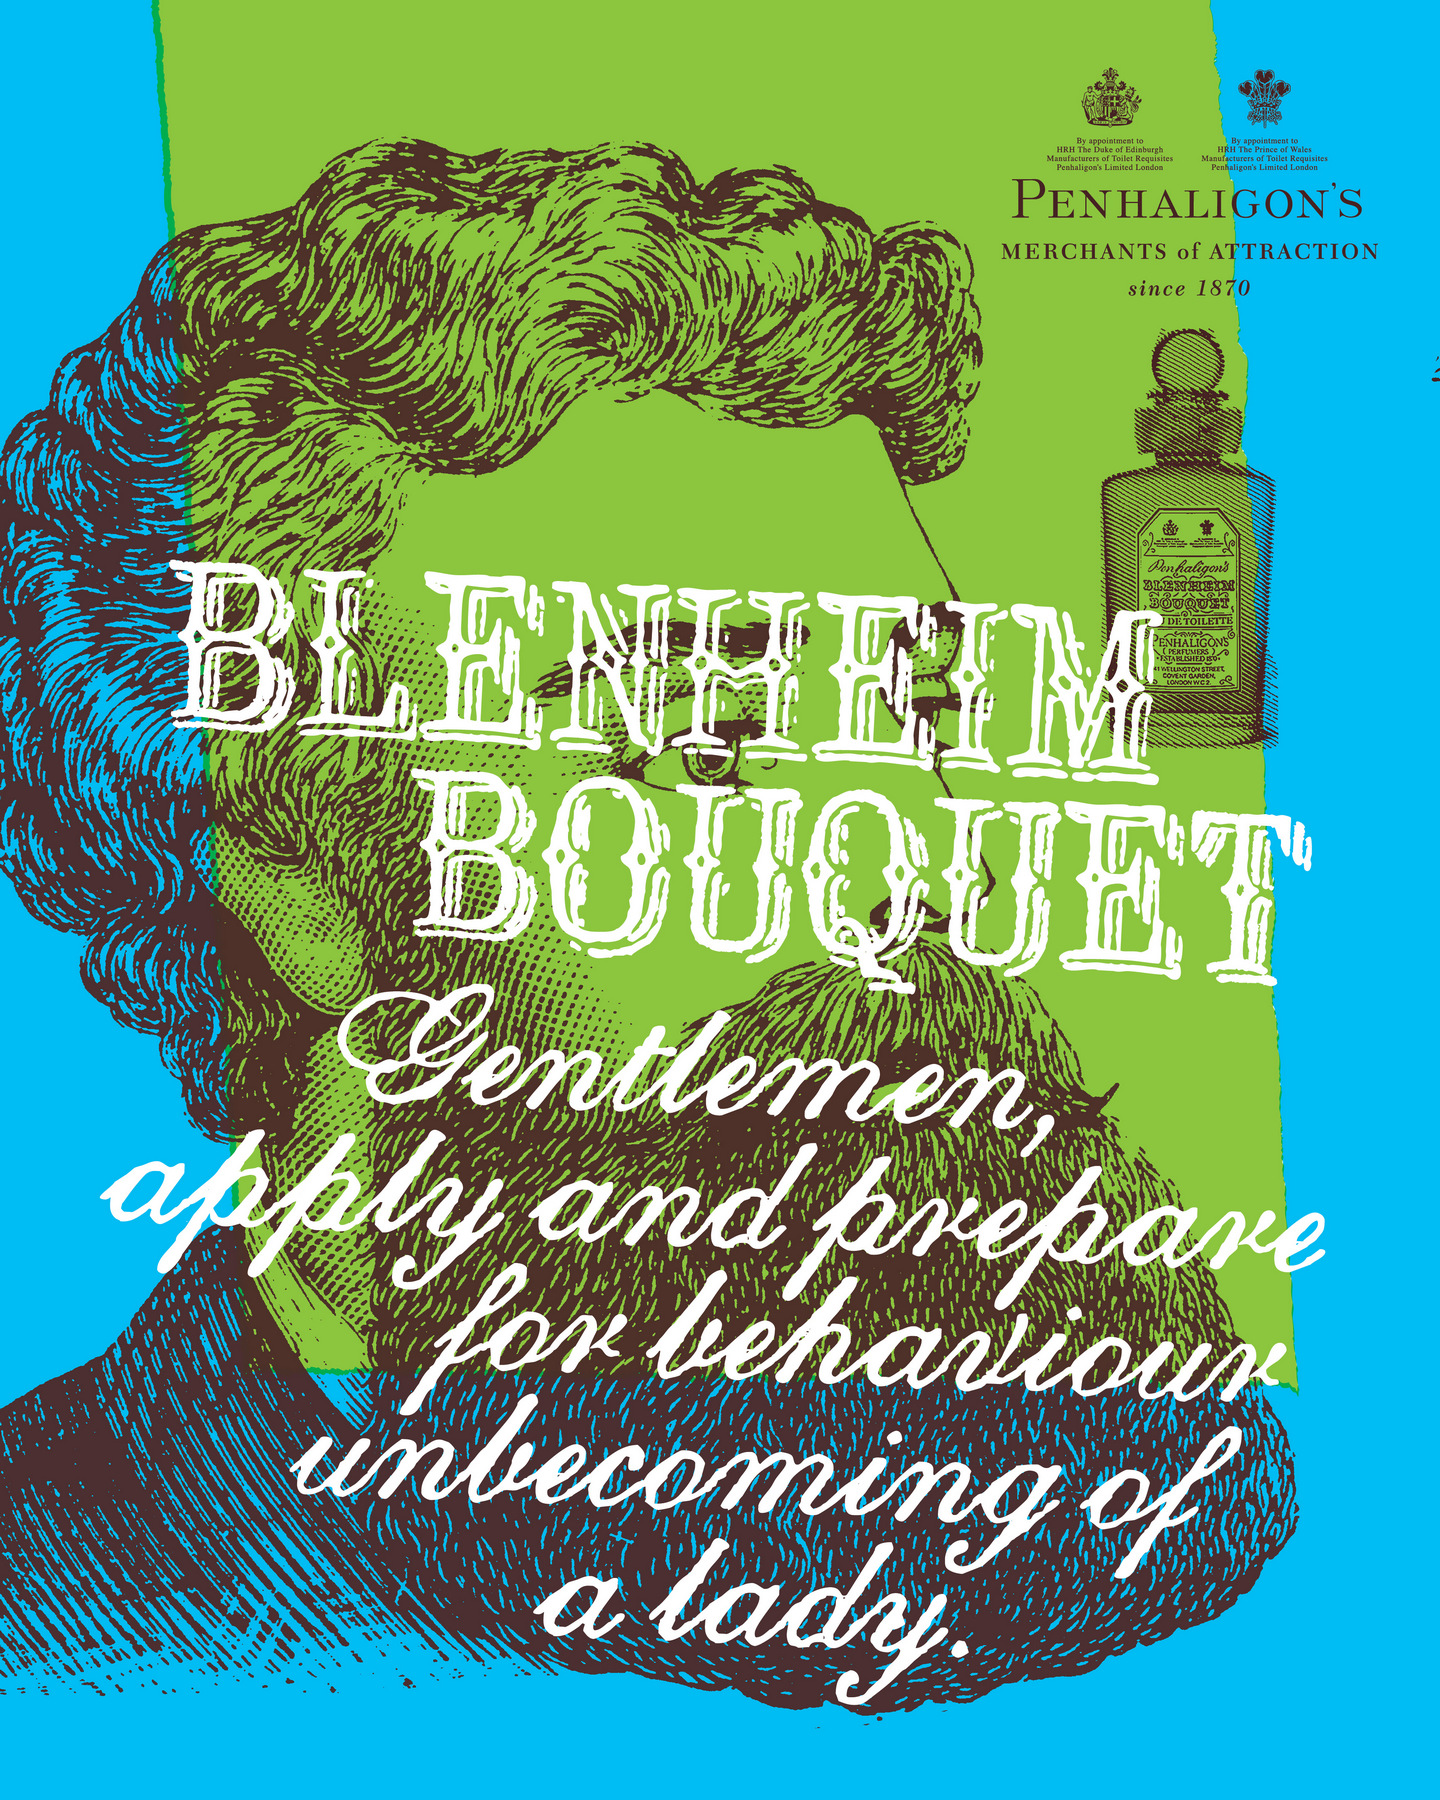 By appointment to
HRH The Duke of Edinburgh
Manufacturers of Toilet Requisites
Penhaligon's Limited London
By appointment to
HRH The Prince of Wales
Manufacturers of Toilet Requisites
Penhaligon's Limited London
PENHALIGON'S
MERCHANTS of ATTRACTION
since 1870
Penhaligon's
BLENHEIM
BOUQUET
DE TOILETTE
PENHALIGON'S
(PERFUMERS)
ESTABLISHED 1870
41 WELLINGTON STREET,
COVENT GARDEN,
LONDON WC2.
BLENHEIM
BOUQUET
Gentlemen,
apply and prepare
for behaviour
unbecoming of
a lady.